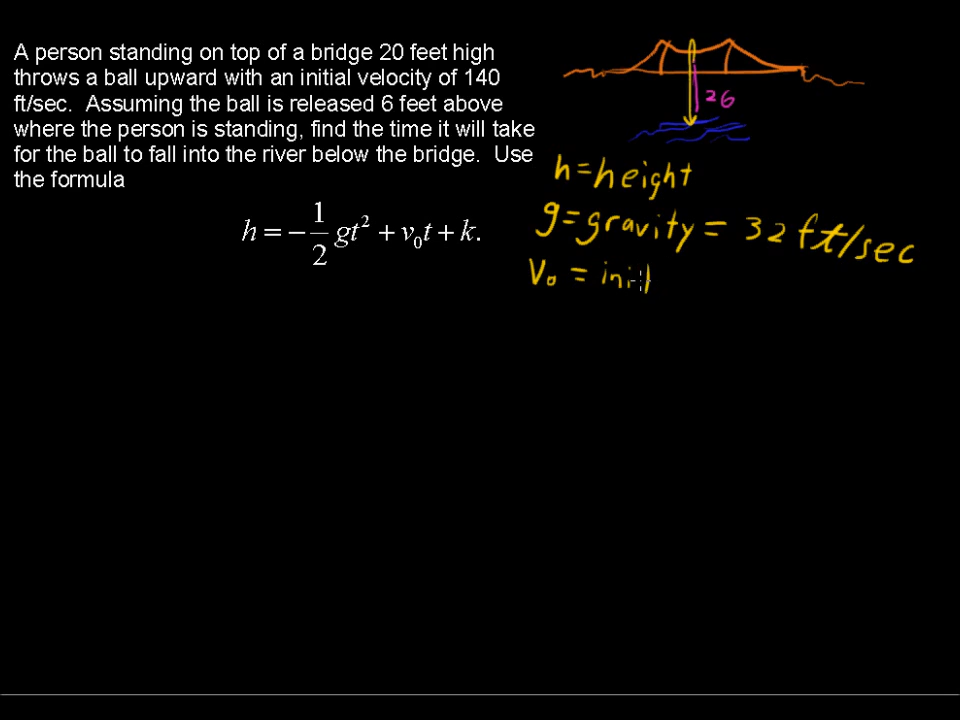 A person standing on top of a bridge 20 feet high
throws a ball upward with an initial velocity of 140
ft/sec. Assuming the ball is released 6 feet above
where the person is standing, find the time it will take
for the ball to fall into the river below the bridge. Use
the formula
h = -1/2 gt² + v₀t + k.
26
h = height
g = gravity = 32 ft/sec
v₀ = initi